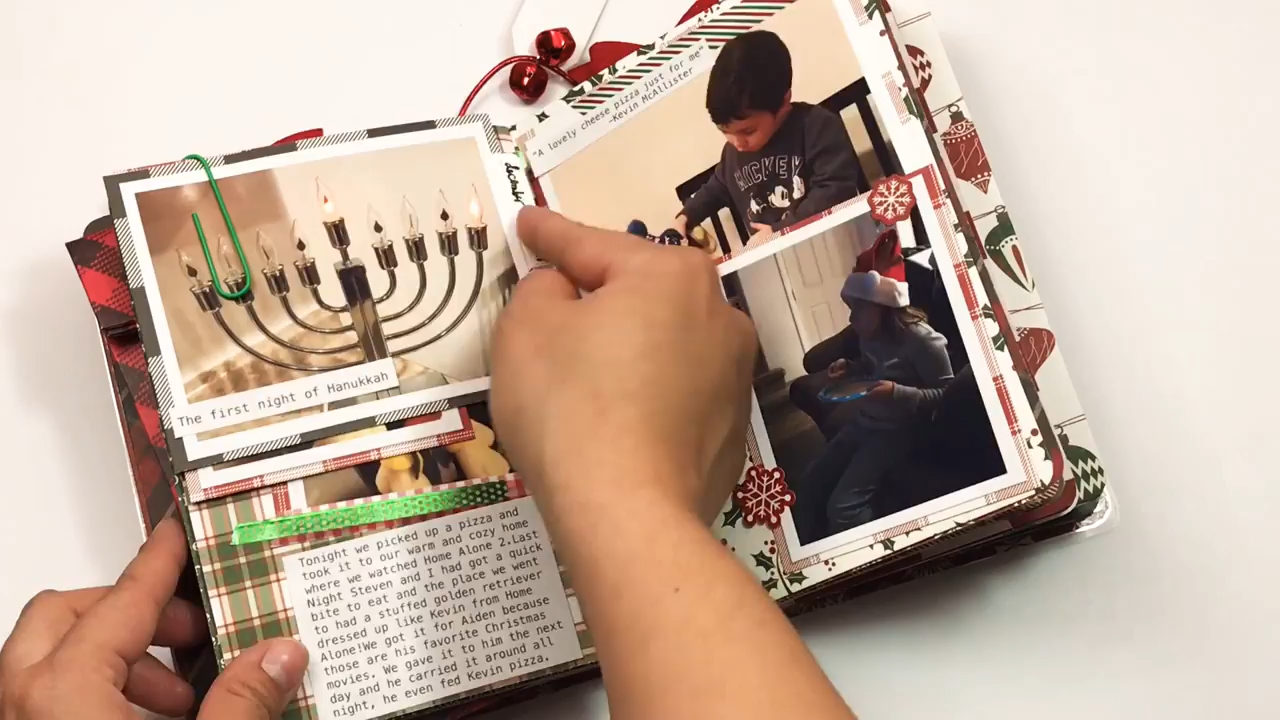 The first night of Hanukkah
Tonight we picked up a pizza and
took it to our warm and cozy home
where we watched Home Alone 2.Last
Night Steven and I had got a quick
bite to eat and the place we went
to had a stuffed golden retriever
dressed up like Kevin from Home
Alone!We got it for Aiden because
those are his favorite Christmas
movies. We gave it to him the next
day and he carried it around all
night, he even fed Kevin pizza.
"A lovely cheese pizza just for me"
~Kevin McAllister
MICKEY